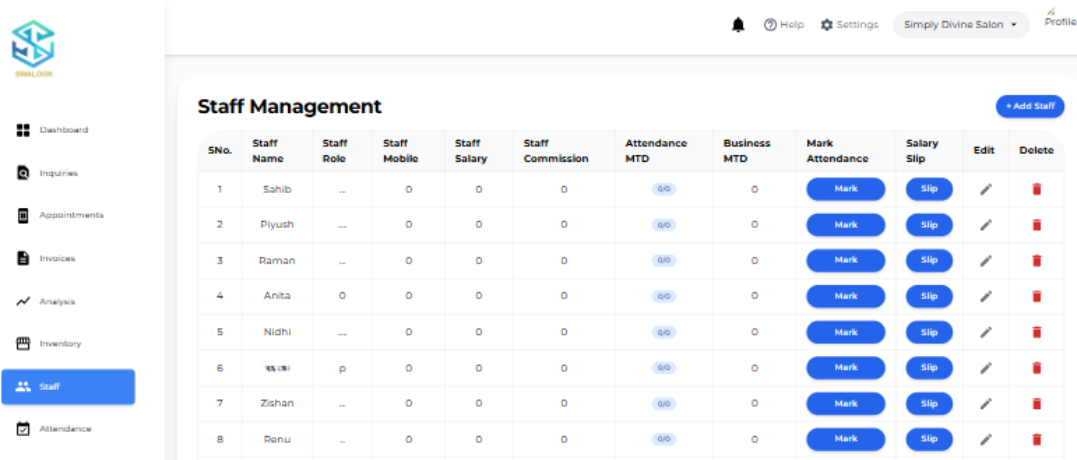 SWALOOK
Help Settings Simply Divine Salon Profile
Dashboard
Inquiries
Appointments
Invoices
Analysis
Inventory
Staff
Attendance
Staff Management + Add Staff
SNo. Staff Name Staff Role Staff Mobile Staff Salary Staff Commission Attendance MTD Business MTD Mark Attendance Salary Slip Edit Delete
1 Sahib ... 0 0 0 0/0 0 Mark Slip
2 Piyush .... 0 0 0 0/0 0 Mark Slip
3 Raman ... 0 0 0 0/0 0 Mark Slip
4 Anita 0 0 0 0 0/0 0 Mark Slip
5 Nidhi .... 0 0 0 0/0 0 Mark Slip
6 p 0 0 0 0/0 0 Mark Slip
7 Zishan ... 0 0 0 0/0 0 Mark Slip
8 Renu .. 0 0 0 0/0 0 Mark Slip